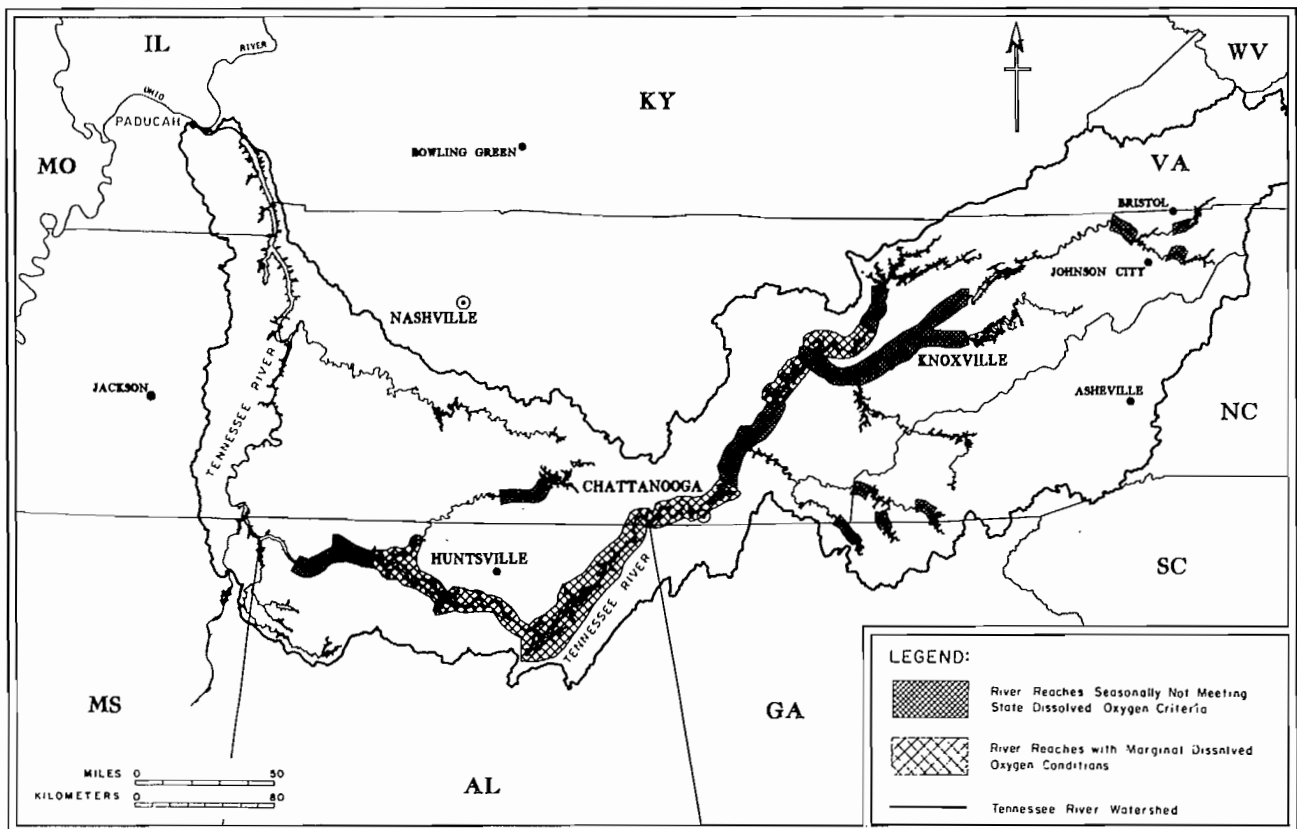 IL
RIVER
N
WV
KY
OHIO
PADUCAH
MO
BOWLING GREEN
VA
BRISTOL
JOHNSON CITY
NASHVILLE
KNOXVILLE
JACKSON
ASHEVILLE
NC
TENNESSEE RIVER
CHATTANOOGA
HUNTSVILLE
SC
TENNESSEE RIVER
MS
GA
AL
MILES 0 50
KILOMETERS 0 80
LEGEND:
River Reaches Seasonally Not Meeting
State Dissolved Oxygen Criteria
River Reaches with Marginal Dissolved
Oxygen Conditions
Tennessee River Watershed